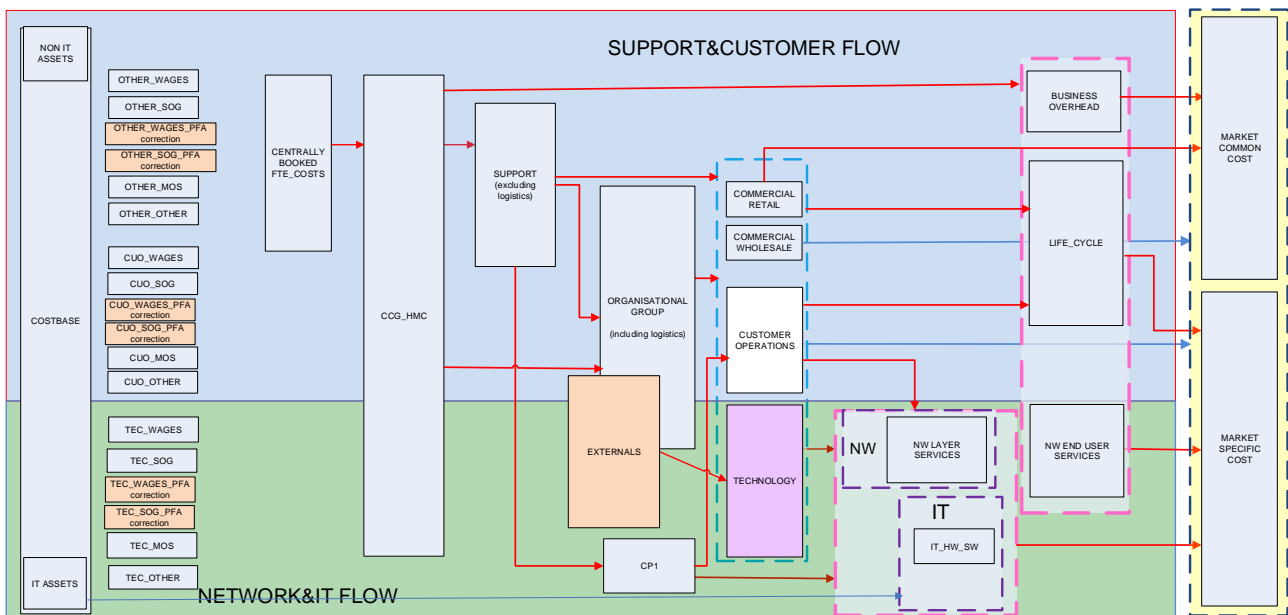 SUPPORT&CUSTOMER FLOW
NON IT
ASSETS
COSTBASE
IT ASSETS
OTHER_WAGES
OTHER_SOG
OTHER_WAGES_PFA
correction
OTHER_SOG_PFA
correction
OTHER_MOS
OTHER_OTHER
CUO_WAGES
CUO_SOG
CUO_WAGES_PFA
correction
CUO_SOG_PFA
correction
CUO_MOS
CUO_OTHER
TEC_WAGES
TEC_SOG
TEC_WAGES_PFA
correction
TEC_SOG_PFA
correction
TEC_MOS
TEC_OTHER
CENTRALLY
BOOKED
FTE_COSTS
CCG_HMC
SUPPORT
(excluding
logistics)
ORGANISATIONAL
GROUP
(including logistics)
EXTERNALS
CP1
COMMERCIAL
RETAIL
COMMERCIAL
WHOLESALE
CUSTOMER
OPERATIONS
TECHNOLOGY
NW
NW LAYER
SERVICES
IT
IT_HW_SW
BUSINESS
OVERHEAD
LIFE_CYCLE
NW END USER
SERVICES
MARKET
COMMON
COST
MARKET
SPECIFIC
COST
NETWORK&IT FLOW